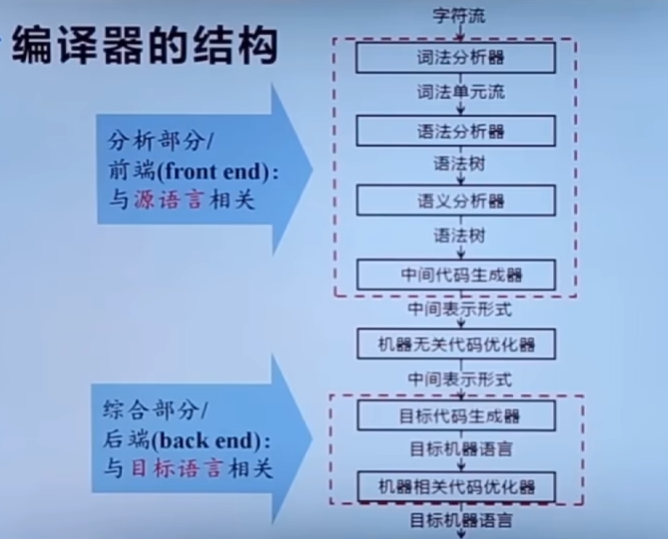 编译器的结构
分析部分/
前端(front end):
与源语言相关
综合部分/
后端(back end):
与目标语言相关
字符流
词法分析器
词法单元流
语法分析器
语法树
语义分析器
语法树
中间代码生成器
中间表示形式
机器无关代码优化器
中间表示形式
目标代码生成器
目标机器语言
机器相关代码优化器
目标机器语言